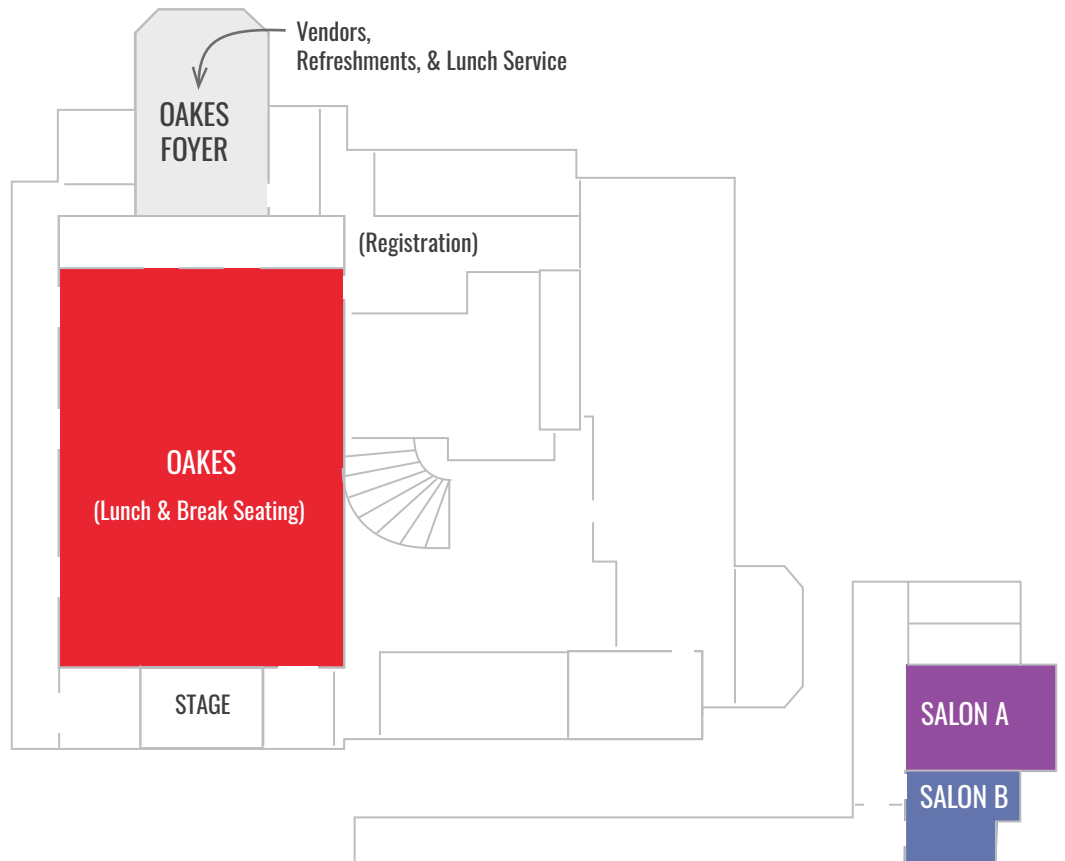 Vendors,
Refreshments, & Lunch Service
OAKES
FOYER
(Registration)
OAKES
(Lunch & Break Seating)
STAGE
SALON A
SALON B